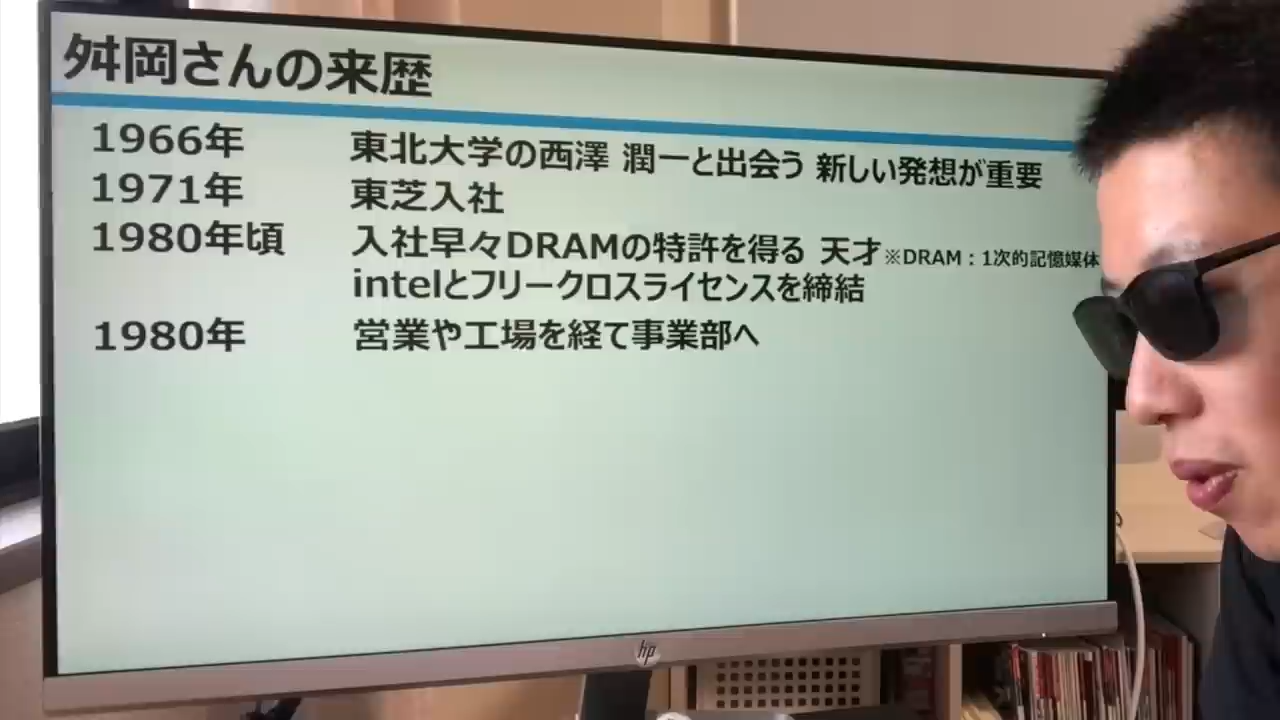 舛岡さんの来歴
1966年 東北大学の西澤 潤一と出会う 新しい発想が重要
1971年 東芝入社
1980年頃 入社早々DRAMの特許を得る 天才 ※DRAM：1次的記憶媒体
intelとフリークロスライセンスを締結
1980年 営業や工場を経て事業部へ
hp